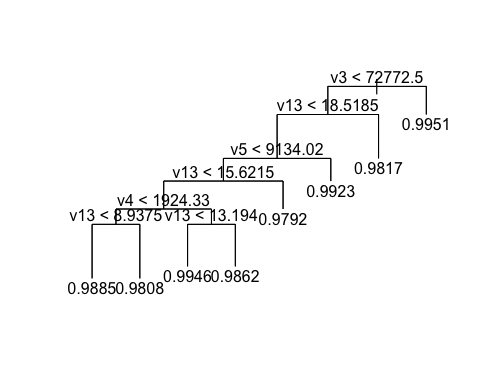 v3 < 72772.5
v13 < 18.5185
0.9951
v5 < 9134.02
0.9817
v13 < 15.6215
0.9923
v4 < 1924.33
v13 < 8.9375 v13 < 13.194 0.9792
0.9885 0.9808 0.9946 0.9862